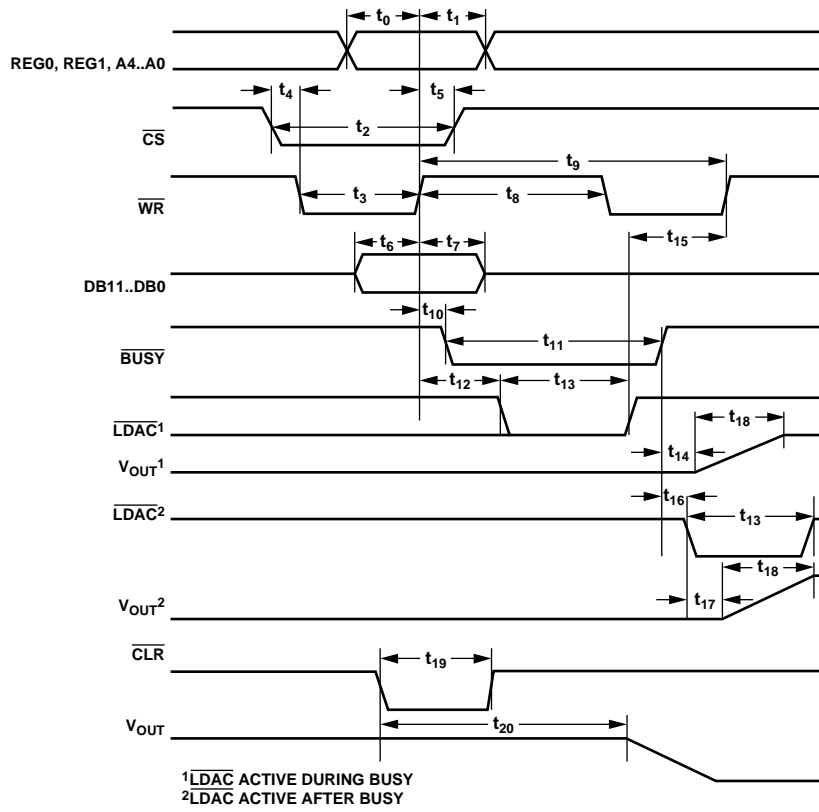 t0 t1
REG0, REG1, A4..A0
t4 t5
t2
CS
t9
t3 t8
WR
t15
t6 t7
DB11..DB0
t10
t11
BUSY
t12 t13
t18
LDAC1
t14
VOUT1
t16
LDAC2
t13
t18
t17
VOUT2
CLR
t19
t20
VOUT
1LDAC ACTIVE DURING BUSY
2LDAC ACTIVE AFTER BUSY